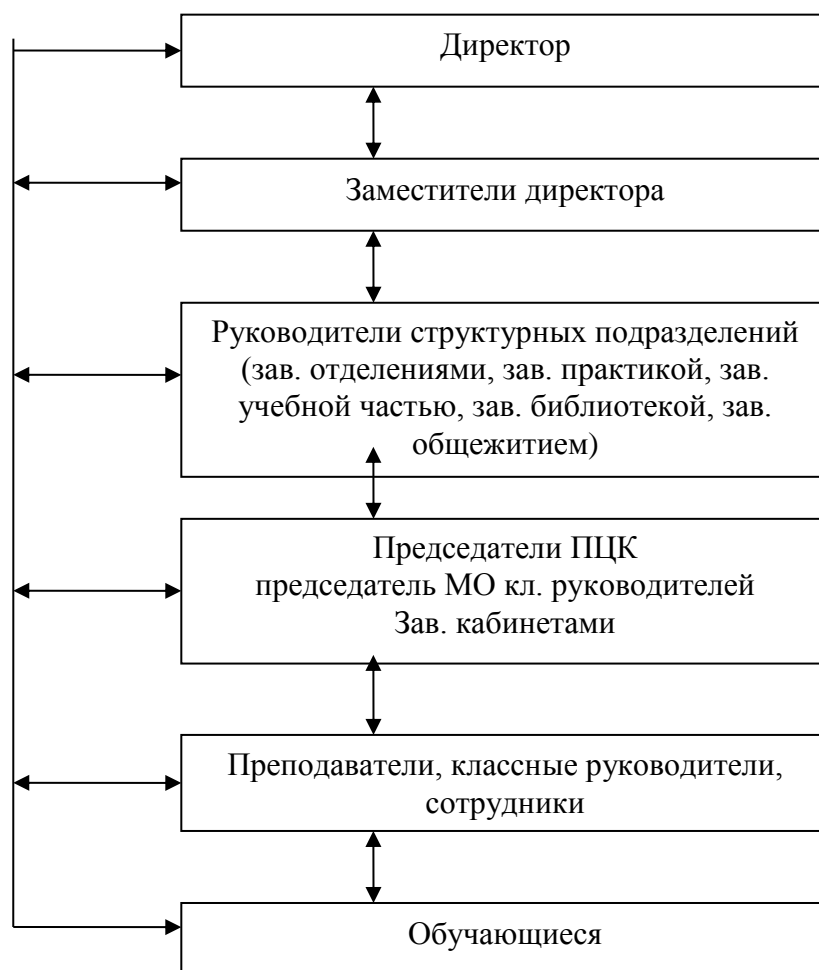 Директор
Заместители директора
Руководители структурных подразделений
(зав. отделениями, зав. практикой, зав.
учебной частью, зав. библиотекой, зав.
общежитием)
Председатели ПЦК
председатель МО кл. руководителей
Зав. кабинетами
Преподаватели, классные руководители,
сотрудники
Обучающиеся